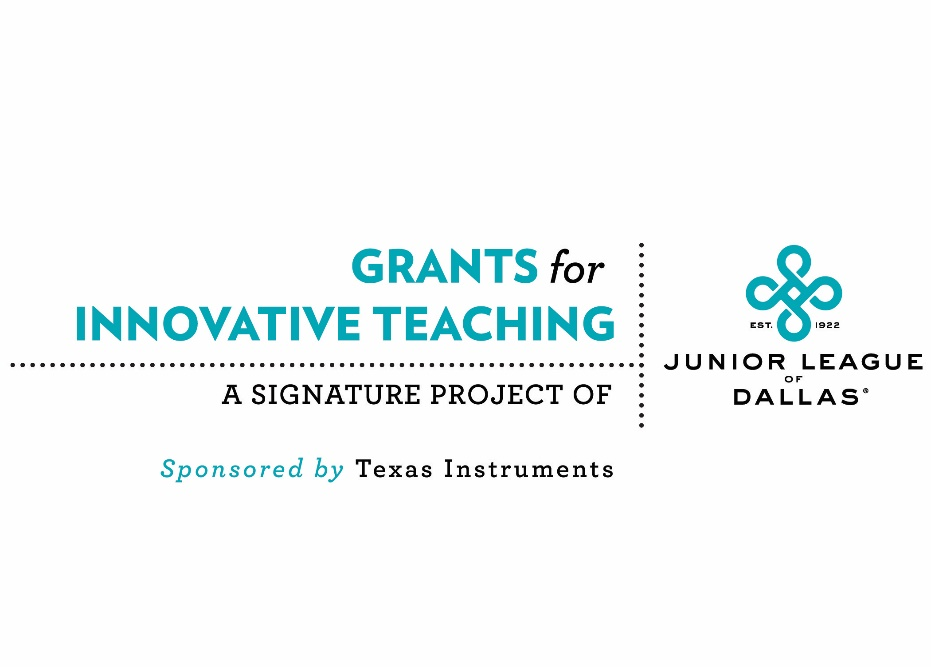 GRANTS for
INNOVATIVE TEACHING
A SIGNATURE PROJECT OF
Sponsored by Texas Instruments
EST. 1922
JUNIOR LEAGUE
OF
DALLAS®